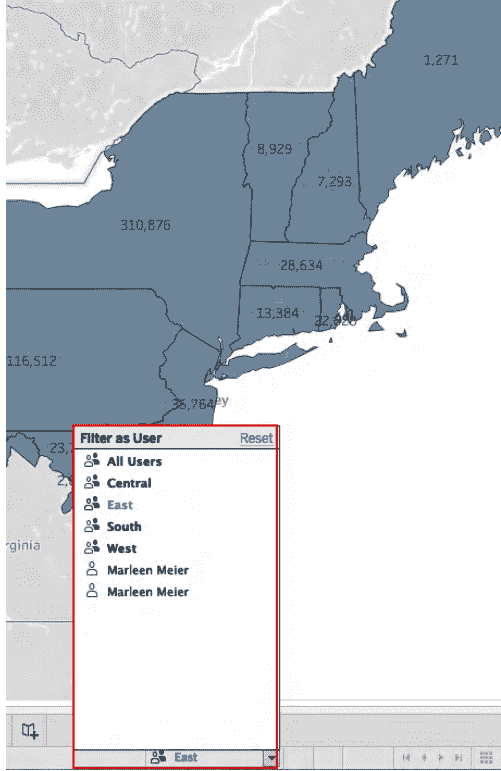 1,271
8,929
7,293
310,876
28,634
13,384
116,512
ey
Filter as User Reset
All Users
Central
East
South
West
Marleen Meier
Marleen Meier
rginia
East